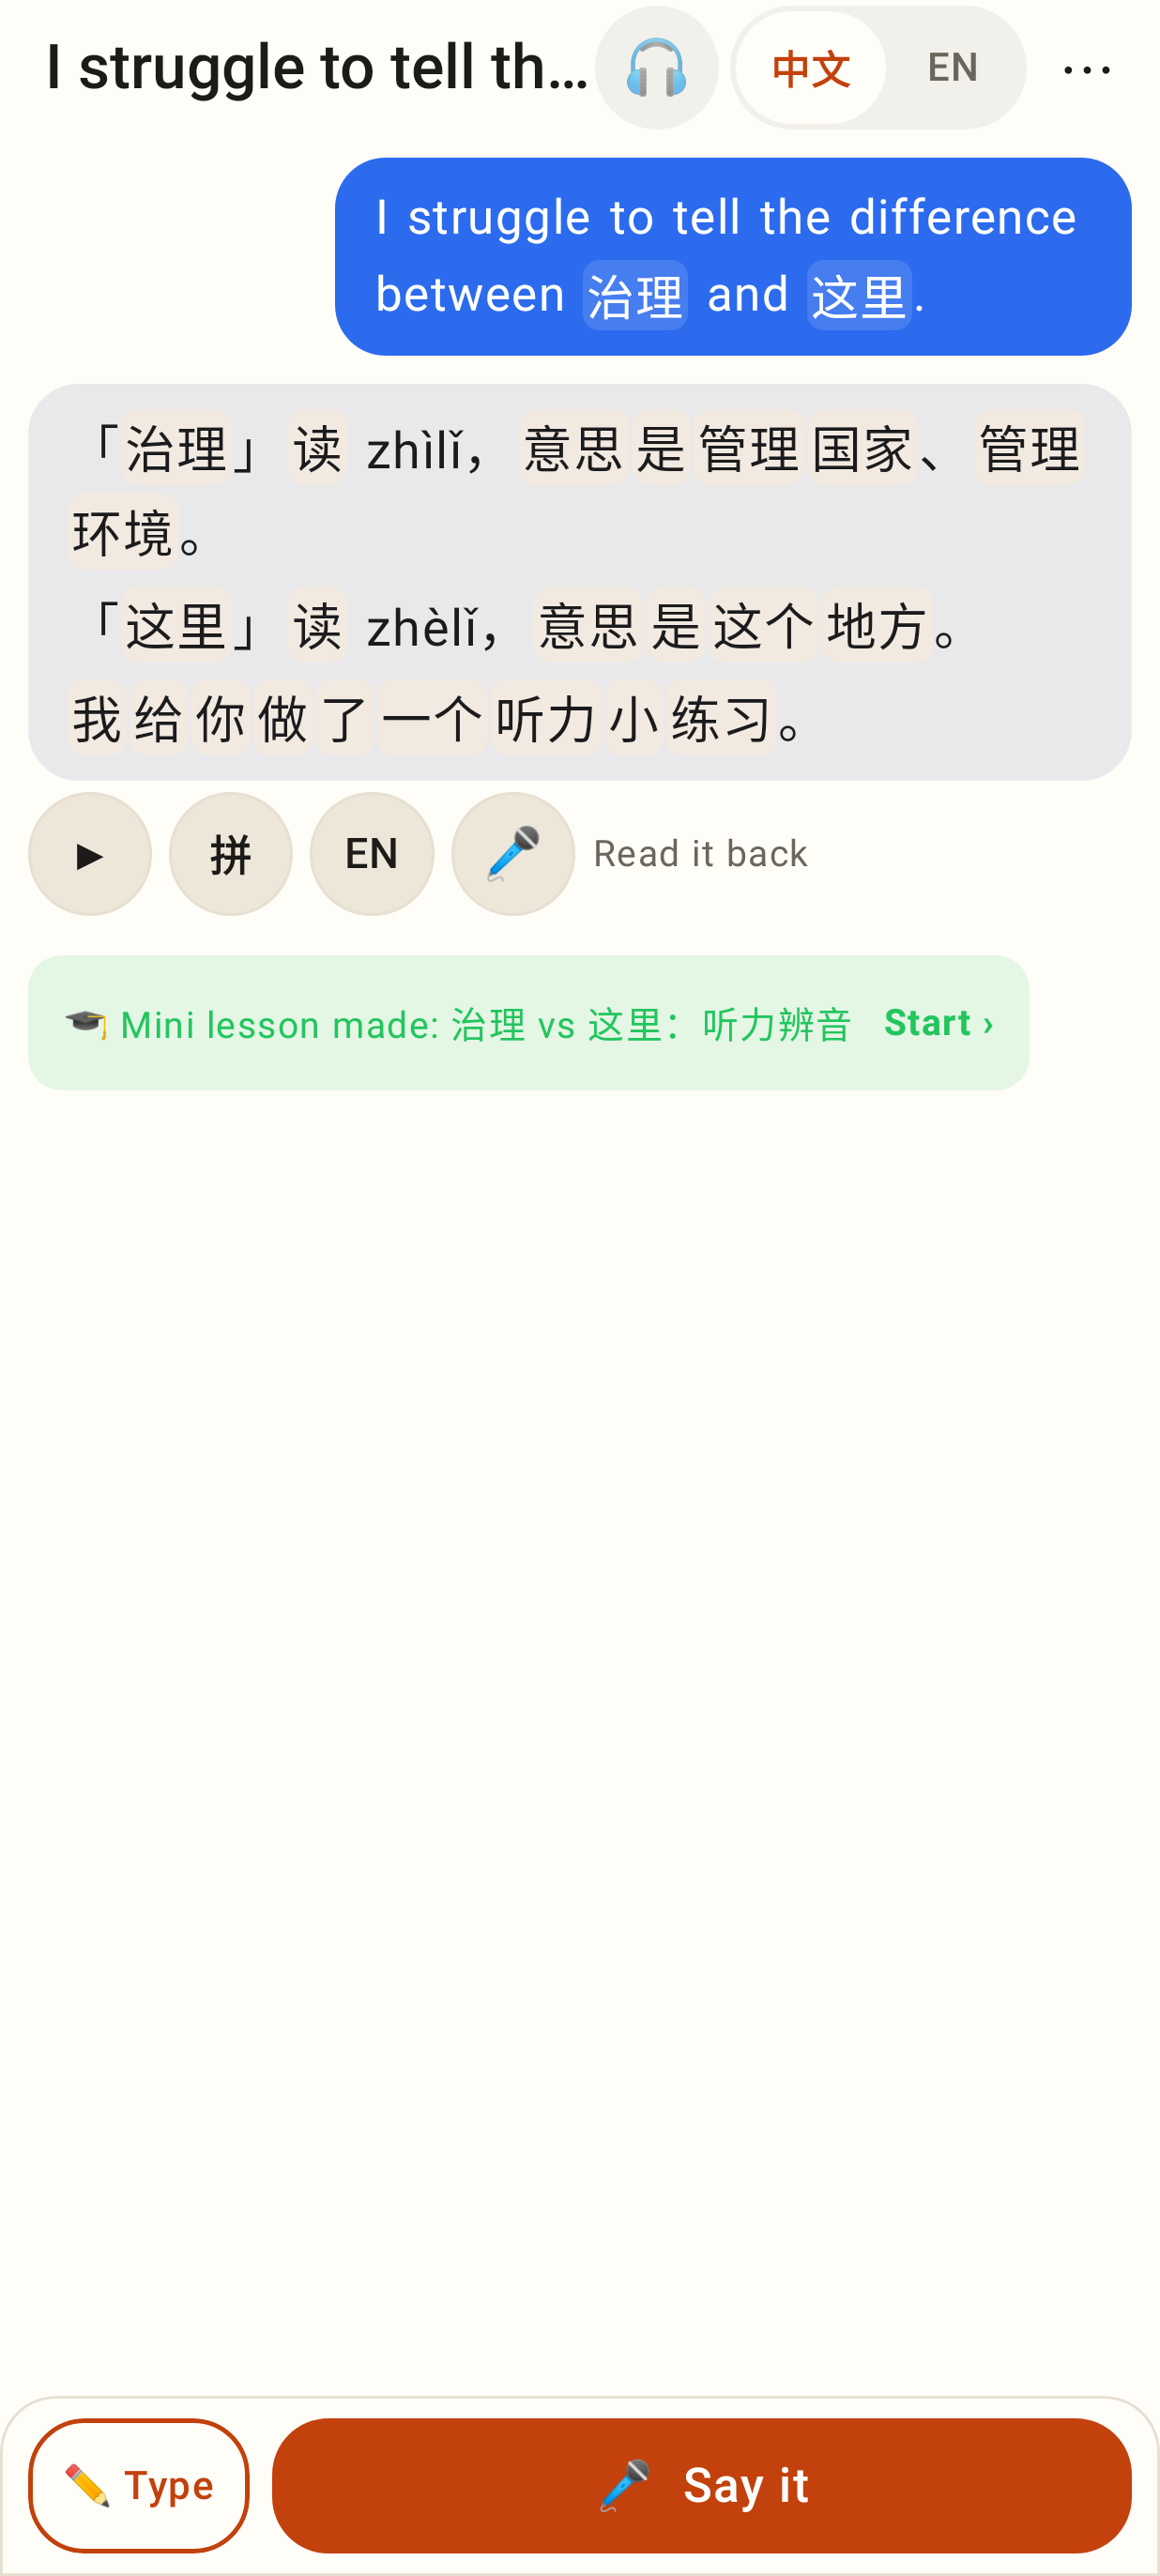 I struggle to tell th...
中文
EN
...
I struggle to tell the difference
between 治理 and 这里.
「治理」读 zhìlǐ，意思是管理国家、管理
环境。
「这里」读 zhèlǐ，意思是这个地方。
我给你做了一个听力小练习。
▶ 拼 EN Read it back
Mini lesson made: 治理 vs 这里：听力辨音 Start ›
Type
Say it